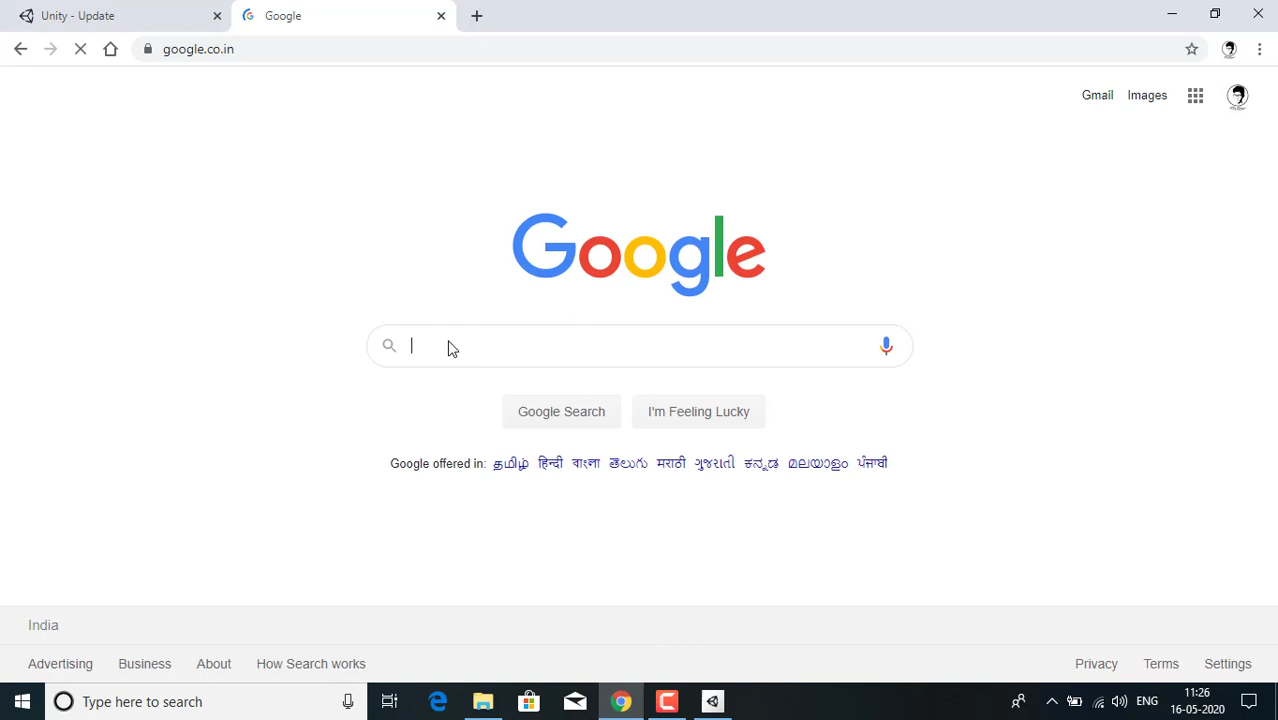 Unity - Update
Google
google.co.in
Gmail Images
Google
Google Search I'm Feeling Lucky
Google offered in: தமிழ் हिन्दी বাংলা తెలుగు मराठी ગુજરાતી ಕನ್ನಡ മലയാളം ਪੰਜਾਬੀ
India
Advertising Business About How Search works Privacy Terms Settings
Type here to search
ENG
11:26
16-05-2020